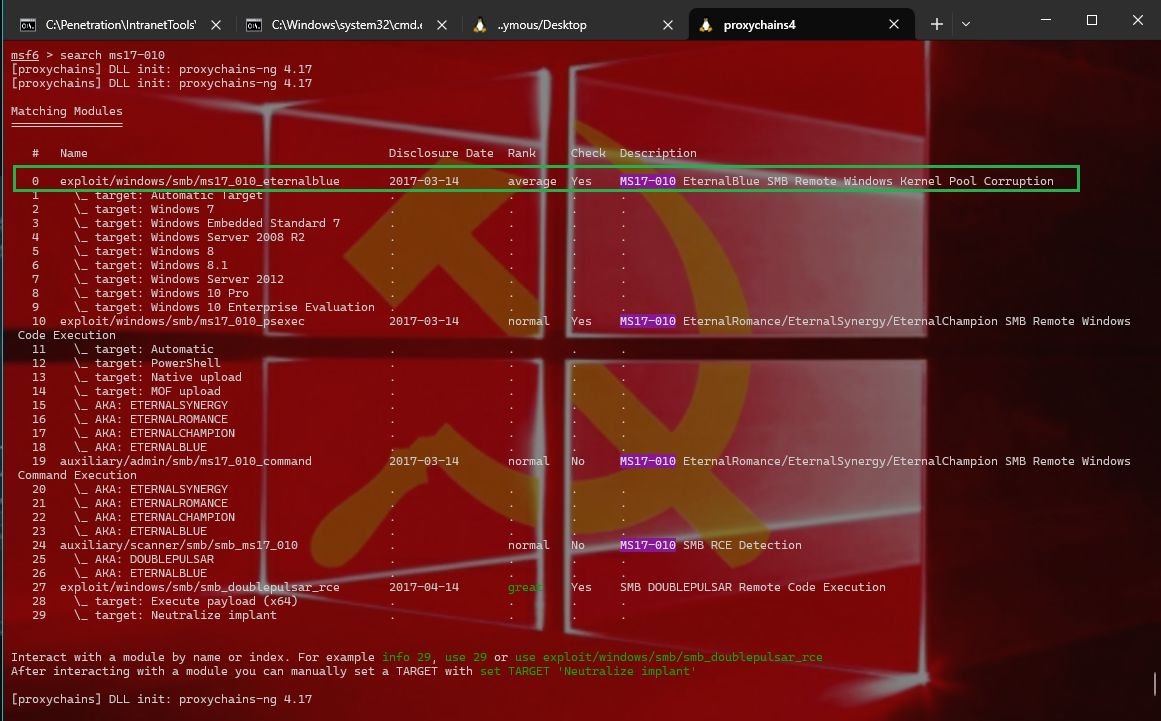 C:\Penetration\IntranetTools'
C:\Windows\system32\cmd.e
..ymous/Desktop
proxychains4
msf6 > search ms17-010
[proxychains] DLL init: proxychains-ng 4.17
[proxychains] DLL init: proxychains-ng 4.17
Matching Modules
================
# Name Disclosure Date Rank Check Description
0 exploit/windows/smb/ms17_010_eternalblue 2017-03-14 average Yes MS17-010 EternalBlue SMB Remote Windows Kernel Pool Corruption
1 \_ target: Automatic Target . . . .
2 \_ target: Windows 7 . . . .
3 \_ target: Windows Embedded Standard 7 . . . .
4 \_ target: Windows Server 2008 R2 . . . .
5 \_ target: Windows 8 . . . .
6 \_ target: Windows 8.1 . . . .
7 \_ target: Windows Server 2012 . . . .
8 \_ target: Windows 10 Pro . . . .
9 \_ target: Windows 10 Enterprise Evaluation . . . .
10 exploit/windows/smb/ms17_010_psexec 2017-03-14 normal Yes MS17-010 EternalRomance/EternalSynergy/EternalChampion SMB Remote Windows
Code Execution
11 \_ target: Automatic . . . .
12 \_ target: PowerShell . . . .
13 \_ target: Native upload . . . .
14 \_ target: MOF upload . . . .
15 \_ AKA: ETERNALSYNERGY . . . .
16 \_ AKA: ETERNALROMANCE . . . .
17 \_ AKA: ETERNALCHAMPION . . . .
18 \_ AKA: ETERNALBLUE . . . .
19 auxiliary/admin/smb/ms17_010_command 2017-03-14 normal No MS17-010 EternalRomance/EternalSynergy/EternalChampion SMB Remote Windows
Command Execution
20 \_ AKA: ETERNALSYNERGY . . . .
21 \_ AKA: ETERNALROMANCE . . . .
22 \_ AKA: ETERNALCHAMPION . . . .
23 \_ AKA: ETERNALBLUE . . . .
24 auxiliary/scanner/smb/smb_ms17_010 . normal No MS17-010 SMB RCE Detection
25 \_ AKA: DOUBLEPULSAR . . . .
26 \_ AKA: ETERNALBLUE . . . .
27 exploit/windows/smb/smb_doublepulsar_rce 2017-04-14 great Yes SMB DOUBLEPULSAR Remote Code Execution
28 \_ target: Execute payload (x64) . . . .
29 \_ target: Neutralize implant . . . .
Interact with a module by name or index. For example info 29, use 29 or use exploit/windows/smb/smb_doublepulsar_rce
After interacting with a module you can manually set a TARGET with set TARGET 'Neutralize implant'
[proxychains] DLL init: proxychains-ng 4.17